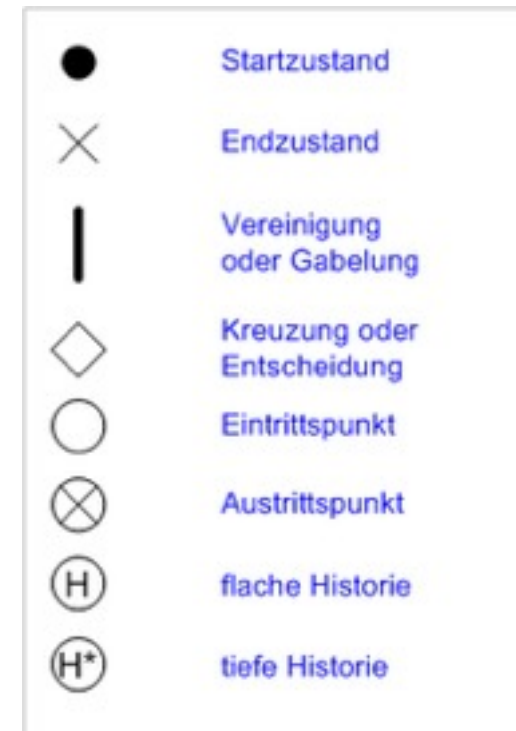 Startzustand
Endzustand
Vereinigung
oder Gabelung
Kreuzung oder
Entscheidung
Eintrittspunkt
Austrittspunkt
H flache Historie
H* tiefe Historie